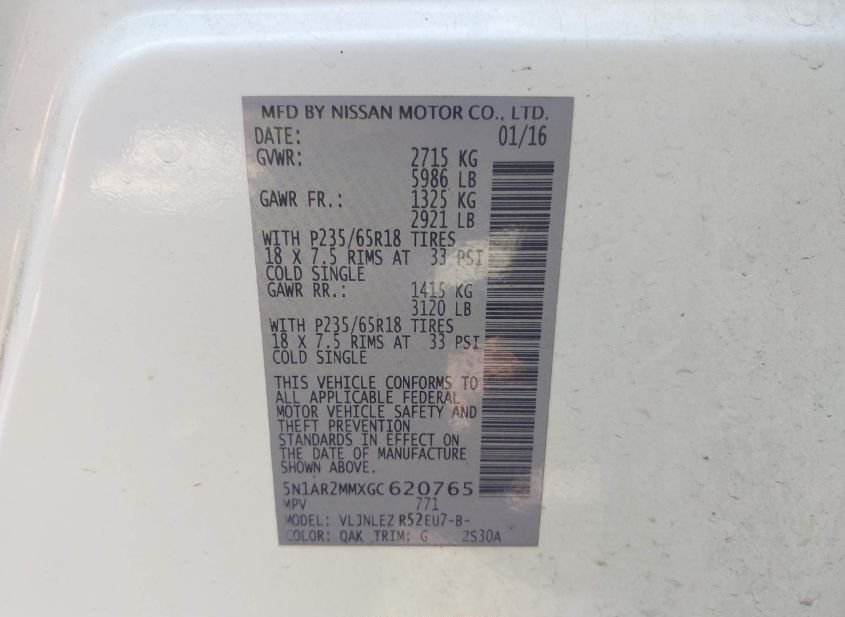 MFD BY NISSAN MOTOR CO., LTD.
DATE: 01/16
GVWR: 2715 KG
5986 LB
GAWR FR.: 1325 KG
2921 LB
WITH P235/65R18 TIRES
18 X 7.5 RIMS AT 33 PSI
COLD SINGLE
GAWR RR.: 1415 KG
3120 LB
WITH P235/65R18 TIRES
18 X 7.5 RIMS AT 33 PSI
COLD SINGLE
THIS VEHICLE CONFORMS TO
ALL APPLICABLE FEDERAL
MOTOR VEHICLE SAFETY AND
THEFT PREVENTION
STANDARDS IN EFFECT ON
THE DATE OF MANUFACTURE
SHOWN ABOVE.
5N1AR2MMXGC620765
MPV 771
MODEL: VLJNLEZ R52EU7-B-
COLOR: QAK TRIM: G 2S30A